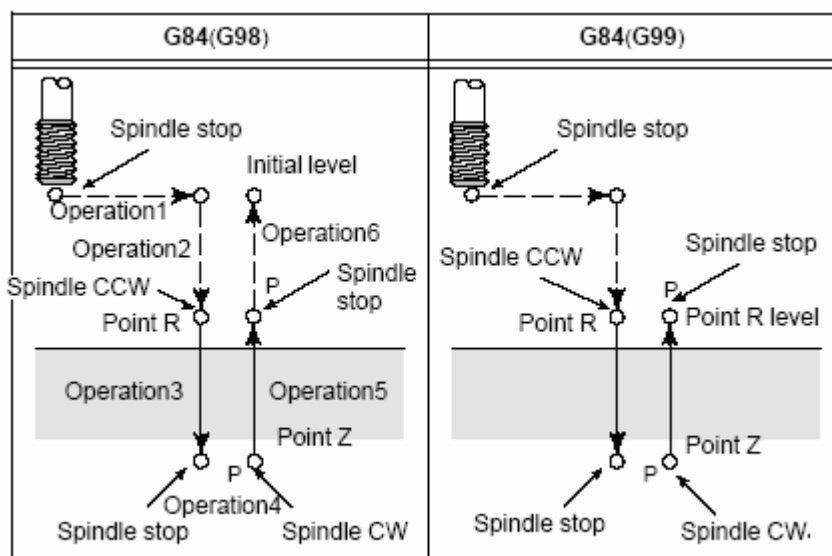 G84(G98)
Spindle stop
Initial level
Operation1
Operation2
Operation6
Spindle CCW
P
Spindle
stop
Point R
Operation3
Operation5
Point Z
P
Operation4
Spindle stop
Spindle CW
G84(G99)
Spindle stop
Spindle CCW
Spindle stop
P
Point R
Point R level
Point Z
P
Spindle stop
Spindle CW.